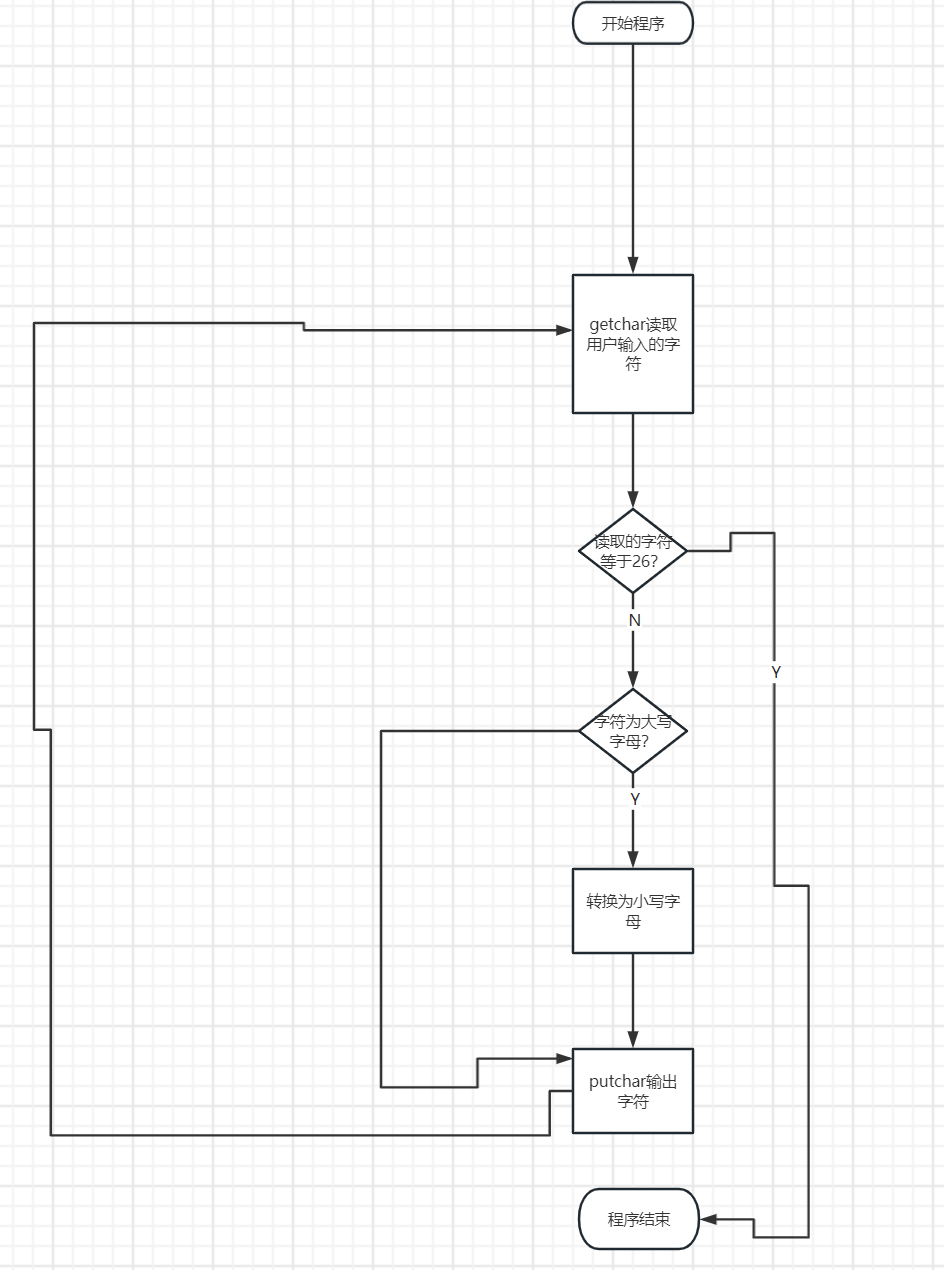 开始程序
getchar读取
用户输入的字
符
读取的字符
等于26?
N
Y
字符为大写
字母?
Y
转换为小写字
母
putchar输出
字符
程序结束